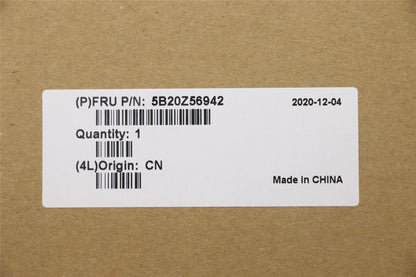 (P)FRU P/N: 5B20Z56942
2020-12-04
Quantity: 1
(4L)Origin: CN
Made in CHINA